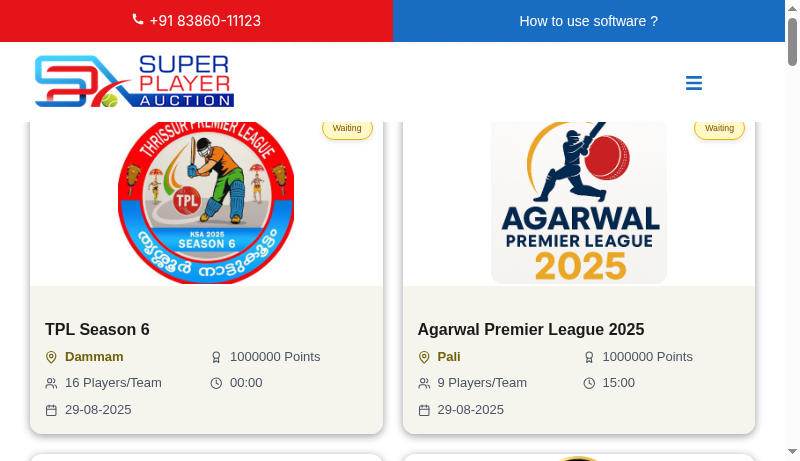 +91 83860-11123
How to use software ?
SUPER
PLAYER
AUCTION
Waiting
Waiting
THRISSUR PREMIER LEAGUE
TPL
KSA 2025
SEASON 6
തൃശ്ശൂർ നാട്ടുകൂട്ടം
AGARWAL
PREMIER LEAGUE
2025
TPL Season 6
Dammam
1000000 Points
16 Players/Team
00:00
29-08-2025
Agarwal Premier League 2025
Pali
1000000 Points
9 Players/Team
15:00
29-08-2025